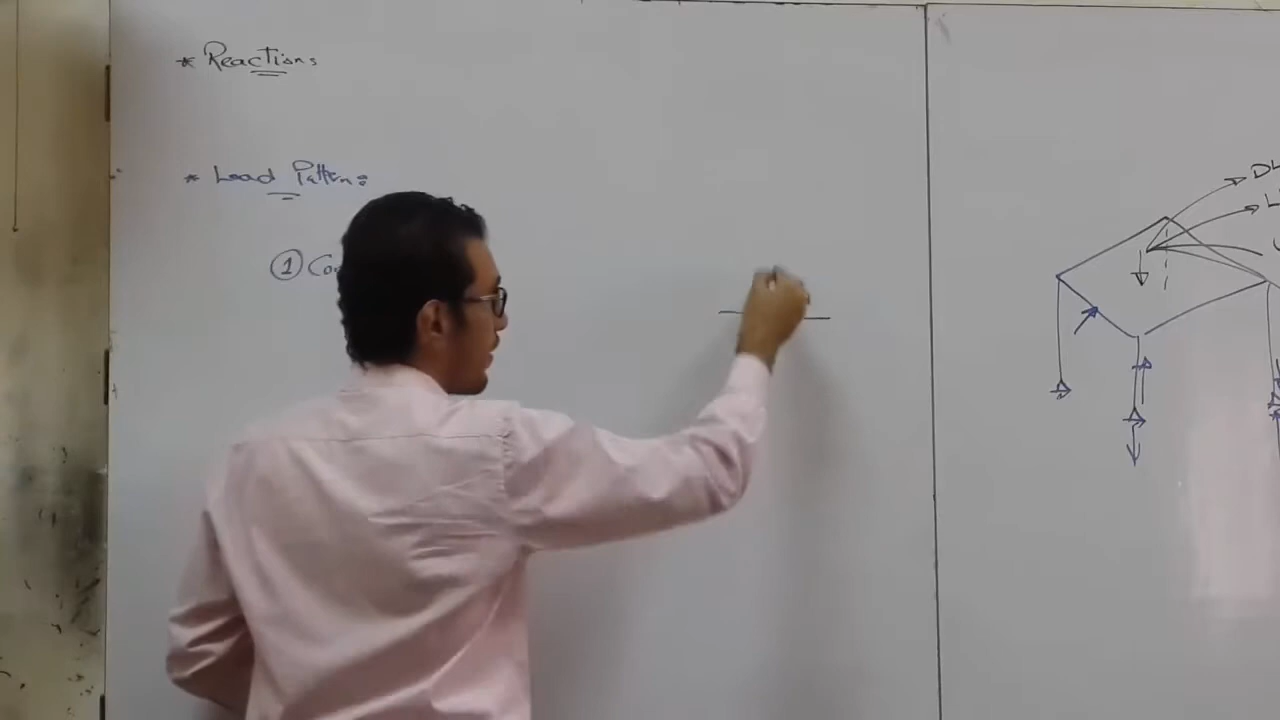 * Reactions
* Load Pattern:
① Co
DL
L